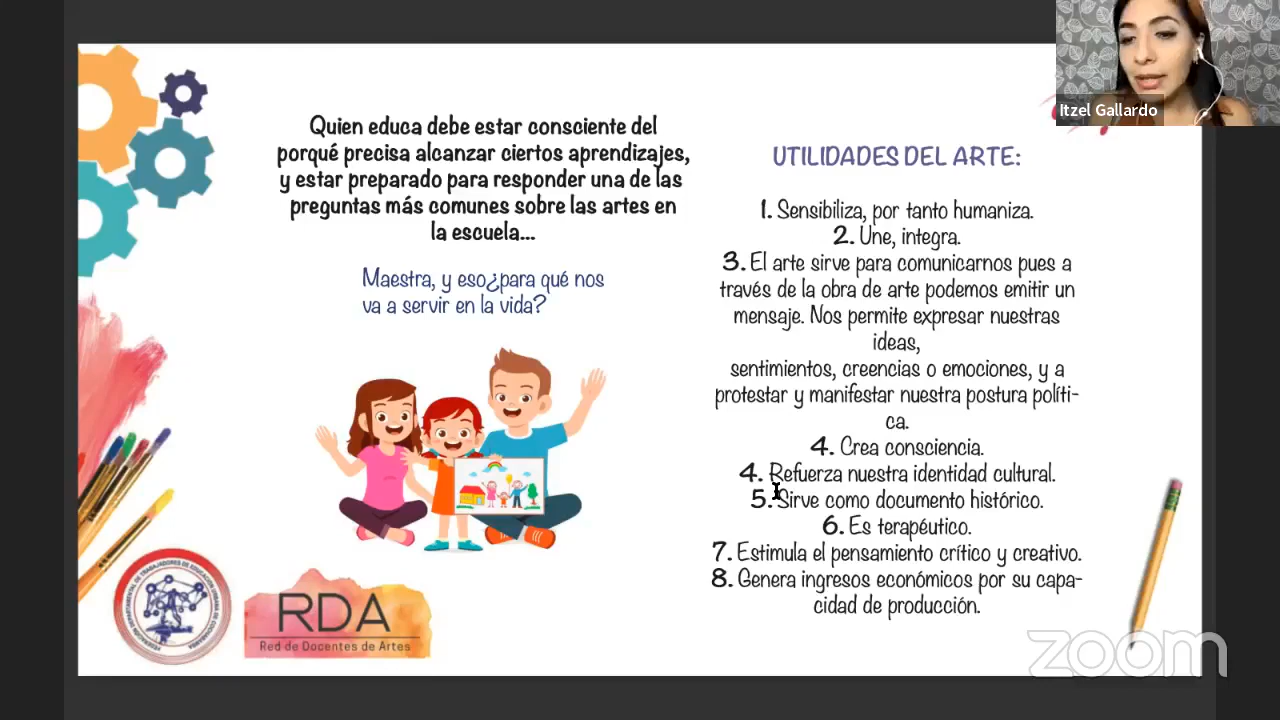 Itzel Gallardo
Quien educa debe estar consciente del
porqué precisa alcanzar ciertos aprendizajes,
y estar preparado para responder una de las
preguntas más comunes sobre las artes en
la escuela...
Maestra, y eso¿para qué nos
va a servir en la vida?
UTILIDADES DEL ARTE:
1. Sensibiliza, por tanto humaniza.
2. Une, integra.
3. El arte sirve para comunicarnos pues a
través de la obra de arte podemos emitir un
mensaje. Nos permite expresar nuestras
ideas,
sentimientos, creencias o emociones, y a
protestar y manifestar nuestra postura políti-
ca.
4. Crea consciencia.
4. Refuerza nuestra identidad cultural.
5. Sirve como documento histórico.
6. Es terapéutico.
7. Estimula el pensamiento crítico y creativo.
8. Genera ingresos económicos por su capa-
cidad de producción.
RDA
Red de Docentes de Artes
zoom